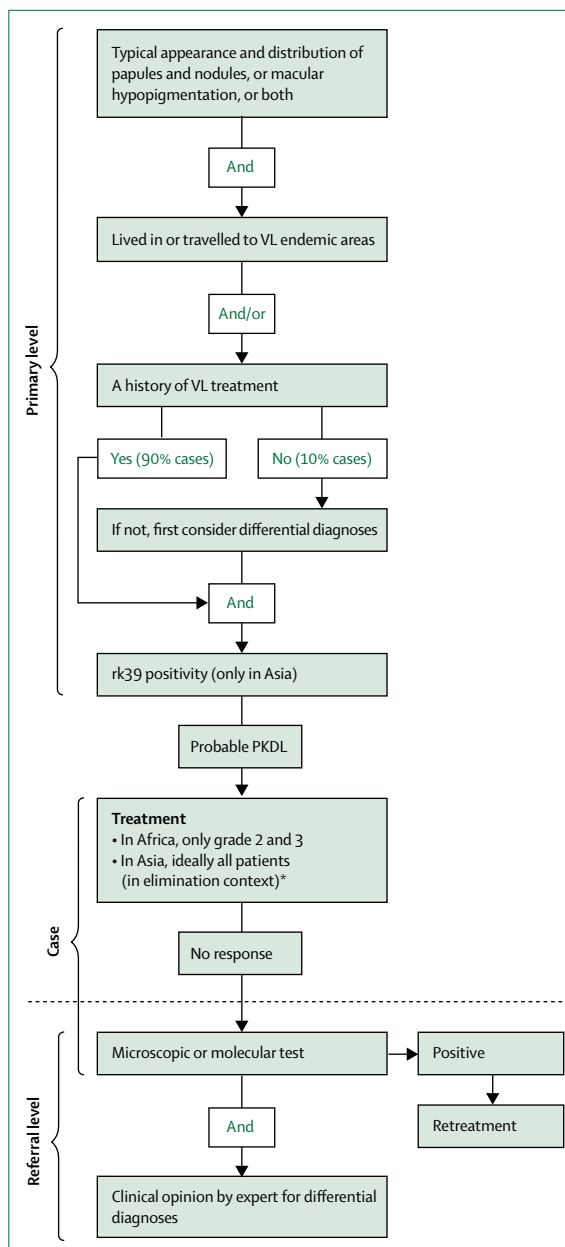 Typical appearance and distribution of
papules and nodules, or macular
hypopigmentation, or both
And
Lived in or travelled to VL endemic areas
And/or
A history of VL treatment
Yes (90% cases)
No (10% cases)
If not, first consider differential diagnoses
And
rk39 positivity (only in Asia)
Primary level
Probable PKDL
Treatment
• In Africa, only grade 2 and 3
• In Asia, ideally all patients
(in elimination context)*
No response
Case
Microscopic or molecular test
Positive
Retreatment
And
Clinical opinion by expert for differential
diagnoses
Referral level